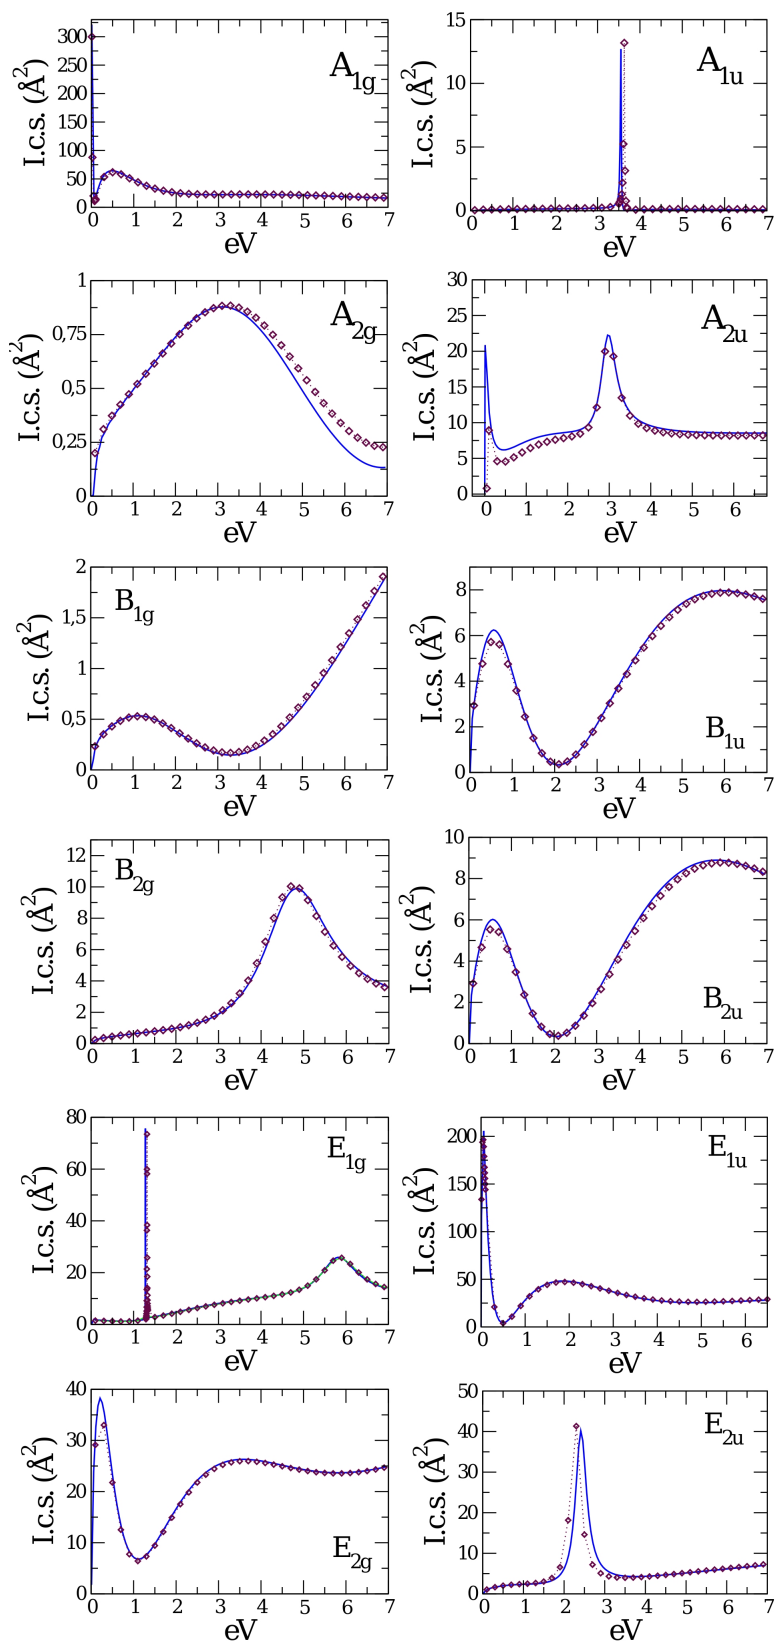 I.c.s. (Å²)
300
250
200
150
100
50
0
A1g
0 1 2 3 4 5 6 7
eV
I.c.s. (Å²)
15
10
5
0
A1u
0 1 2 3 4 5 6 7
eV
I.c.s. (Å²)
1
0,75
0,5
0,25
0
A2g
0 1 2 3 4 5 6 7
eV
I.c.s. (Å²)
30
25
20
15
10
5
0
A2u
0 1 2 3 4 5 6
eV
I.c.s. (Å²)
2
1,5
1
0,5
0
B1g
0 1 2 3 4 5 6 7
eV
I.c.s. (Å²)
8
6
4
2
0
B1u
0 1 2 3 4 5 6 7
eV
I.c.s. (Å²)
12
10
8
6
4
2
0
B2g
0 1 2 3 4 5 6 7
eV
I.c.s. (Å²)
10
8
6
4
2
0
B2u
0 1 2 3 4 5 6 7
eV
I.c.s. (Å²)
80
60
40
20
0
E1g
0 1 2 3 4 5 6 7
eV
I.c.s. (Å²)
200
150
100
50
0
E1u
0 1 2 3 4 5 6
eV
I.c.s. (Å²)
40
30
20
10
0
E2g
0 1 2 3 4 5 6 7
eV
I.c.s. (Å²)
50
40
30
20
10
0
E2u
0 1 2 3 4 5 6 7
eV